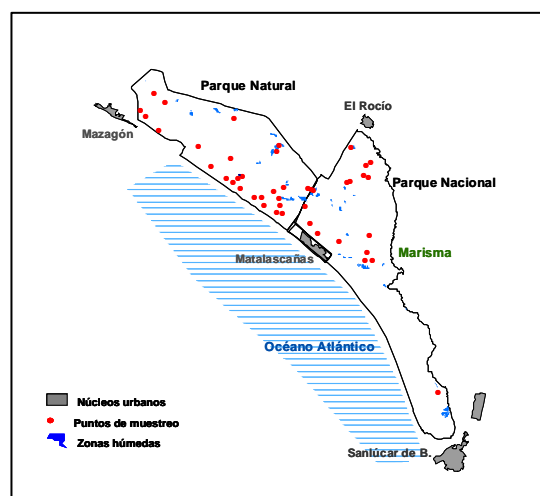 Parque Natural
El Rocío
Mazagón
Parque Nacional
Marisma
Matalascañas
Océano Atlántico
Núcleos urbanos
Puntos de muestreo
Zonas húmedas
Sanlúcar de B.